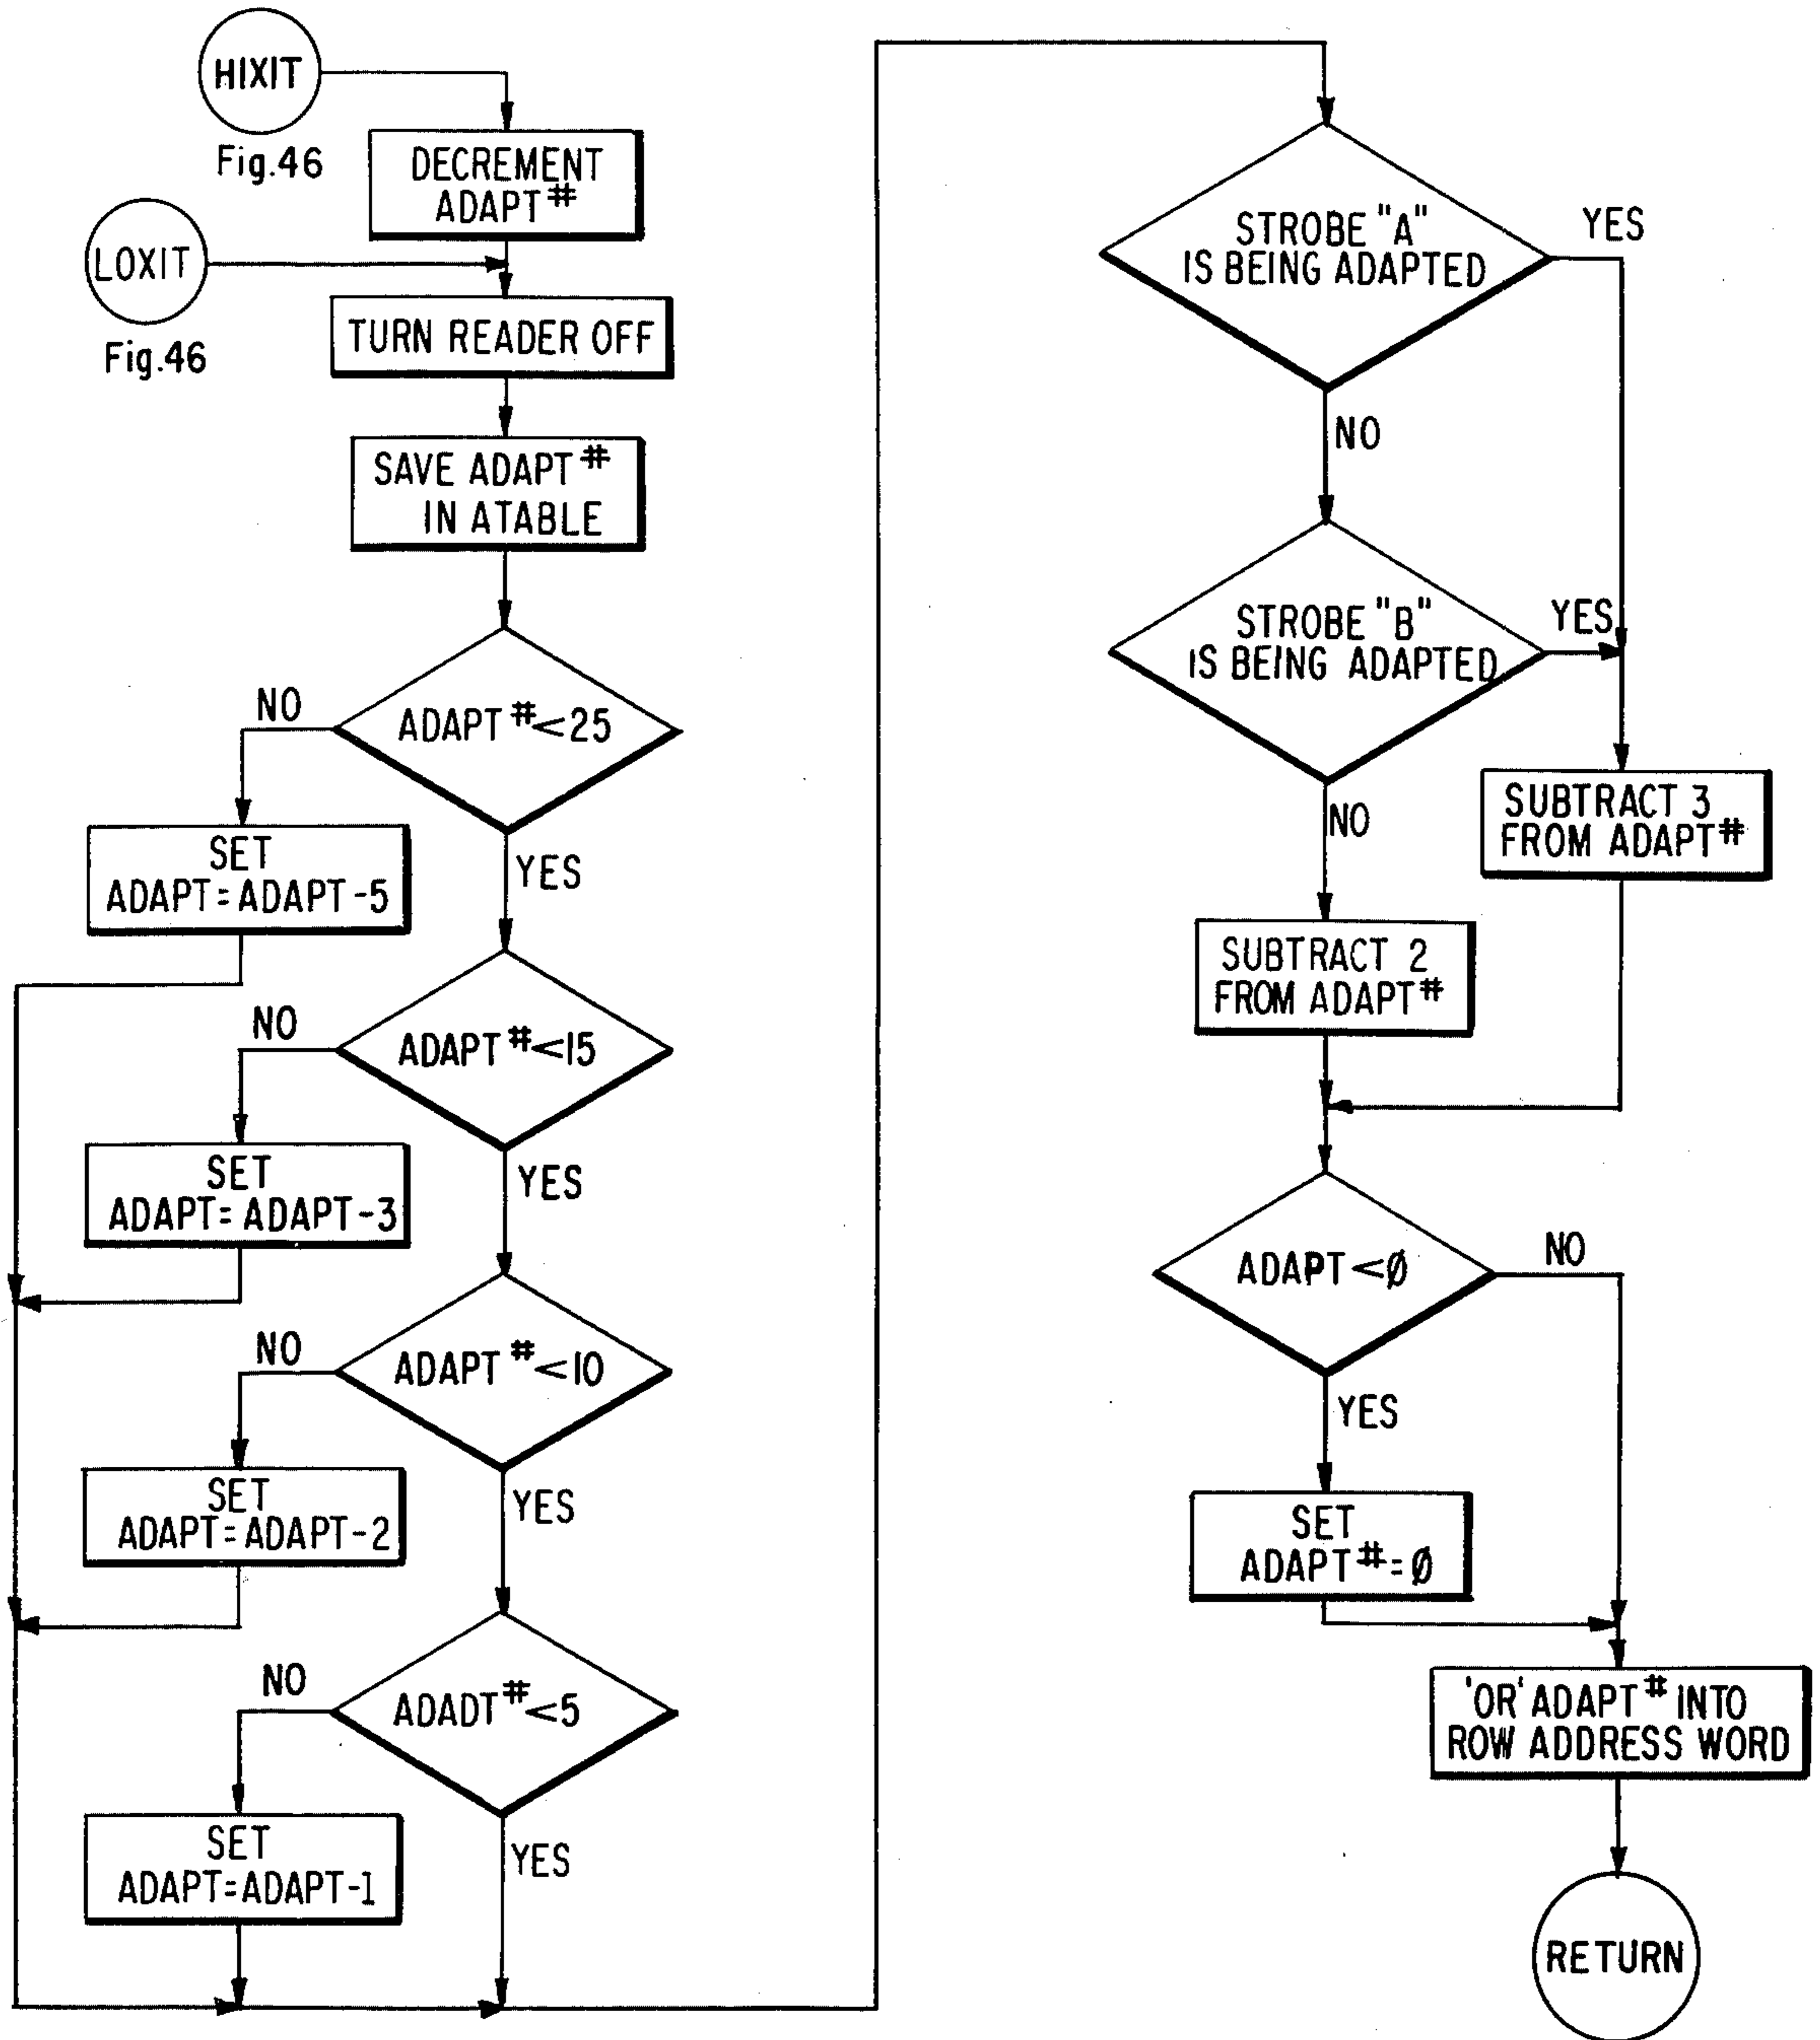 HIXIT
Fig.46
DECREMENT
ADAPT#
LOXIT
Fig.46
TURN READER OFF
SAVE ADAPT#
IN ATABLE
ADAPT#<25
NO
YES
SET
ADAPT=ADAPT-5
ADAPT#<15
NO
YES
SET
ADAPT=ADAPT-3
ADAPT#<10
NO
YES
SET
ADAPT=ADAPT-2
ADADT#<5
NO
YES
SET
ADAPT=ADAPT-1
STROBE "A"
IS BEING ADAPTED
YES
NO
STROBE "B"
IS BEING ADAPTED
YES
NO
SUBTRACT 3
FROM ADAPT#
SUBTRACT 2
FROM ADAPT#
ADAPT<Ø
NO
YES
SET
ADAPT#=Ø
'OR' ADAPT# INTO
ROW ADDRESS WORD
RETURN